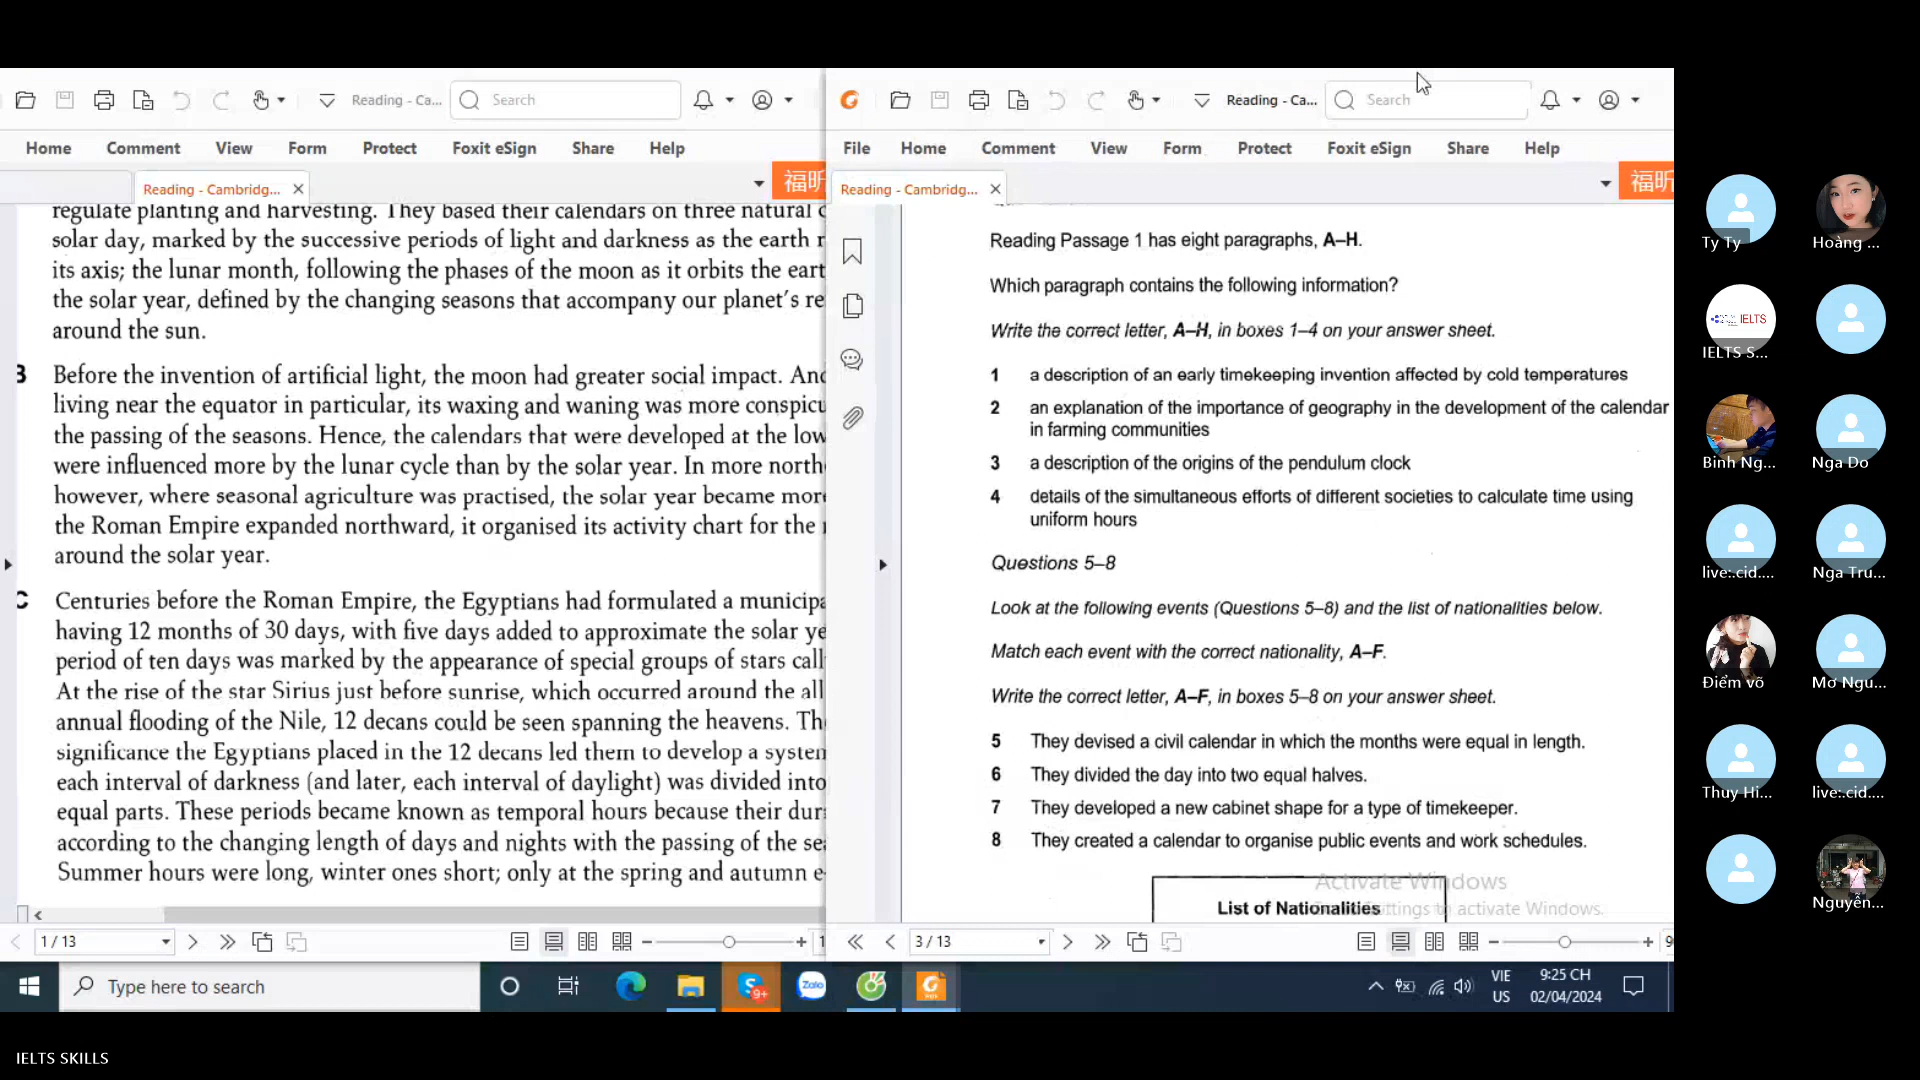 Reading - Ca...
Search
Home Comment View Form Protect Foxit eSign Share Help
Reading - Cambridg...
福昕
regulate planting and harvesting. They based their calendars on three natural
solar day, marked by the successive periods of light and darkness as the earth
its axis; the lunar month, following the phases of the moon as it orbits the eart
the solar year, defined by the changing seasons that accompany our planet's re
around the sun.
B Before the invention of artificial light, the moon had greater social impact. And
living near the equator in particular, its waxing and waning was more conspicu
the passing of the seasons. Hence, the calendars that were developed at the low
were influenced more by the lunar cycle than by the solar year. In more north
however, where seasonal agriculture was practised, the solar year became more
the Roman Empire expanded northward, it organised its activity chart for the
around the solar year.
C Centuries before the Roman Empire, the Egyptians had formulated a municipa
having 12 months of 30 days, with five days added to approximate the solar ye
period of ten days was marked by the appearance of special groups of stars call
At the rise of the star Sirius just before sunrise, which occurred around the all
annual flooding of the Nile, 12 decans could be seen spanning the heavens. Th
significance the Egyptians placed in the 12 decans led them to develop a system
each interval of darkness (and later, each interval of daylight) was divided into
equal parts. These periods became known as temporal hours because their dur
according to the changing length of days and nights with the passing of the se
Summer hours were long, winter ones short; only at the spring and autumn e
1 / 13
Reading - Ca...
Search
File Home Comment View Form Protect Foxit eSign Share Help
Reading - Cambridg...
福昕
Reading Passage 1 has eight paragraphs, A–H.
Which paragraph contains the following information?
Write the correct letter, A–H, in boxes 1–4 on your answer sheet.
1 a description of an early timekeeping invention affected by cold temperatures
2 an explanation of the importance of geography in the development of the calendar
in farming communities
3 a description of the origins of the pendulum clock
4 details of the simultaneous efforts of different societies to calculate time using
uniform hours
Questions 5–8
Look at the following events (Questions 5–8) and the list of nationalities below.
Match each event with the correct nationality, A–F.
Write the correct letter, A–F, in boxes 5–8 on your answer sheet.
5 They devised a civil calendar in which the months were equal in length.
6 They divided the day into two equal halves.
7 They developed a new cabinet shape for a type of timekeeper.
8 They created a calendar to organise public events and work schedules.
Activate Windows
List of Nationalities
to activate Windows.
3 / 13
Type here to search
9+
Zalo
VIE
US
9:25 CH
02/04/2024
Ty Ty
Hoàng ...
IELTS
IELTS S...
Binh Ng...
Nga Do
live:.cid....
Nga Tru...
Điểm võ
Mơ Ngu...
Thuy Hi...
live:.cid....
Nguyễn...
IELTS SKILLS